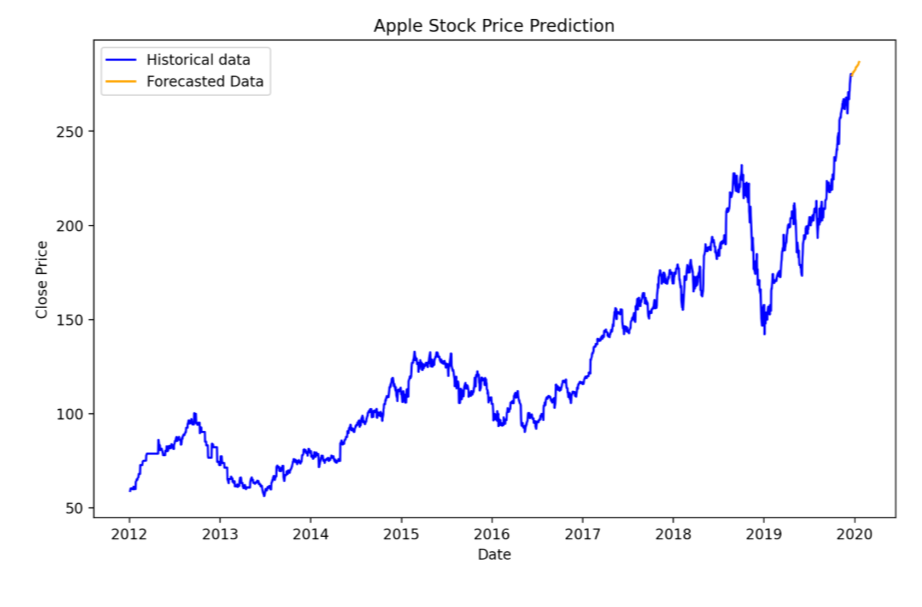 Apple Stock Price Prediction
Historical data
Forecasted Data
Close Price
250
200
150
100
50
2012 2013 2014 2015 2016 2017 2018 2019 2020
Date